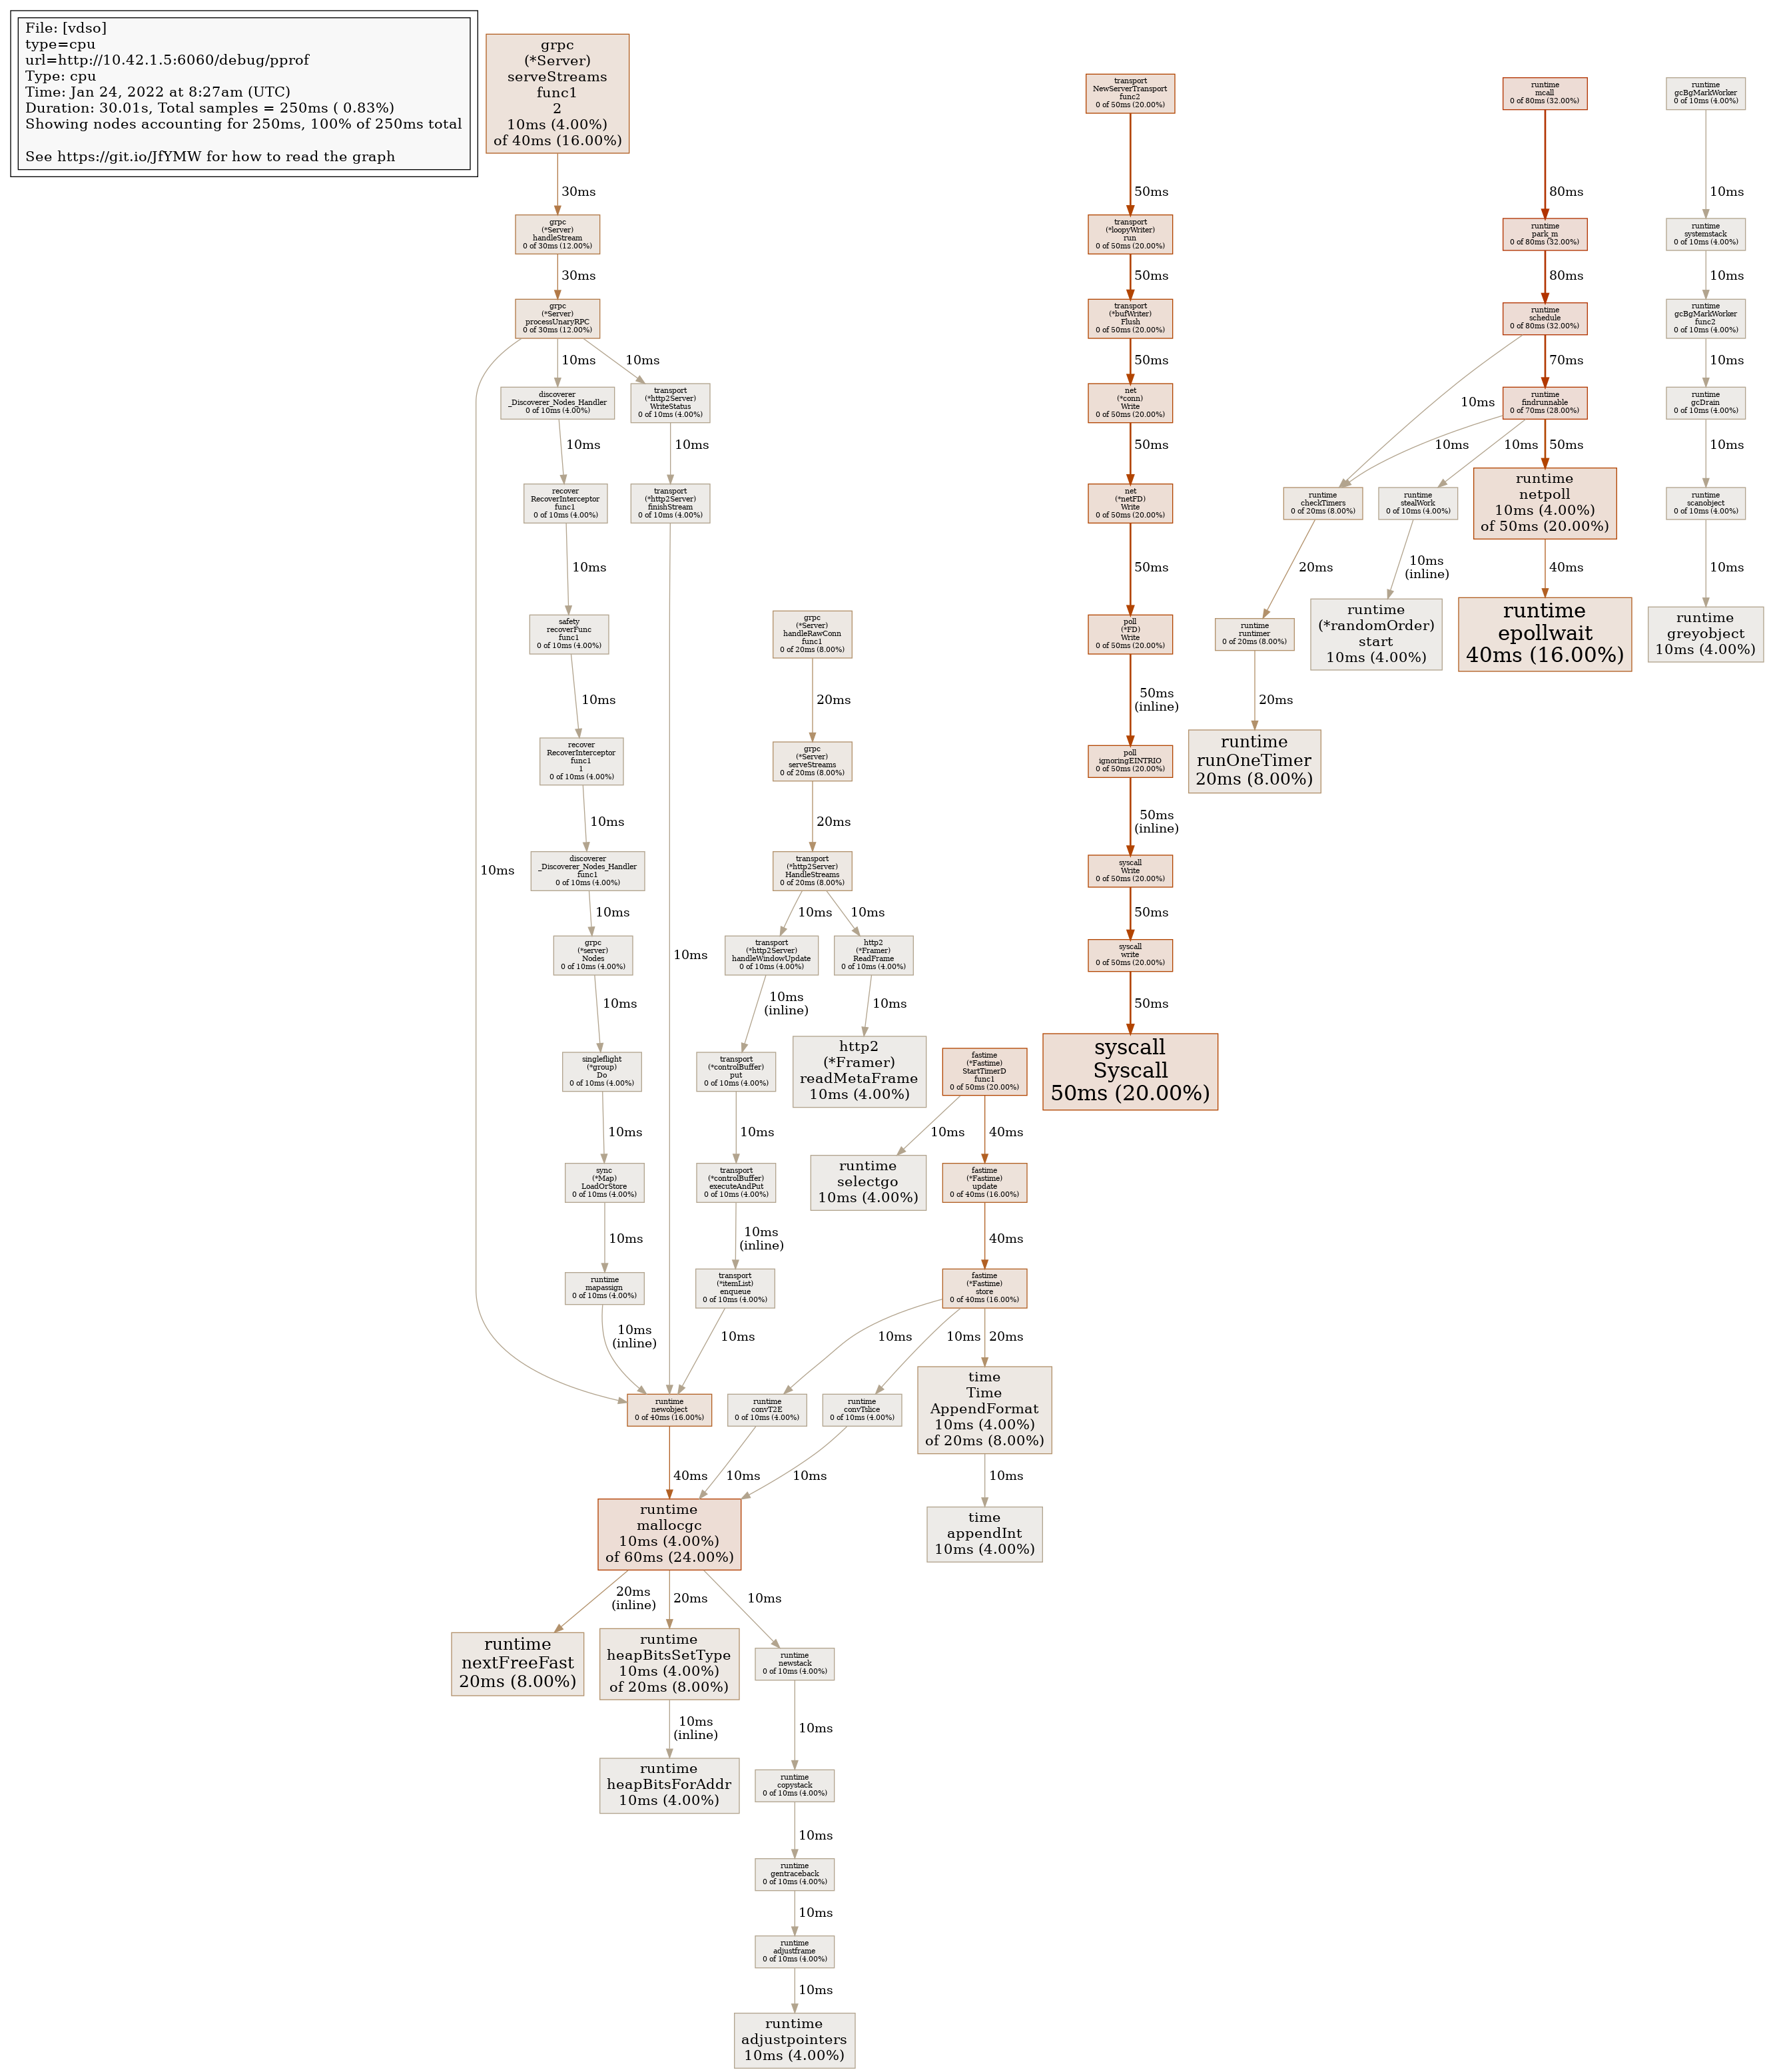 File: [vdso]
type=cpu
url=http://10.42.1.5:6060/debug/pprof
Type: cpu
Time: Jan 24, 2022 at 8:27am (UTC)
Duration: 30.01s, Total samples = 250ms ( 0.83%)
Showing nodes accounting for 250ms, 100% of 250ms total
See https://git.io/JfYMW for how to read the graph
grpc
(*Server)
serveStreams
func1
2
10ms (4.00%)
of 40ms (16.00%)
transport
NewServerTransport
func2
0 of 50ms (20.00%)
runtime
mcall
0 of 80ms (32.00%)
runtime
gcBgMarkWorker
0 of 10ms (4.00%)
30ms
50ms
80ms
10ms
grpc
(*Server)
handleStream
0 of 30ms (12.00%)
transport
(*loopyWriter)
run
0 of 50ms (20.00%)
runtime
park_m
0 of 80ms (32.00%)
runtime
systemstack
0 of 10ms (4.00%)
30ms
50ms
80ms
10ms
grpc
(*Server)
processUnaryRPC
0 of 30ms (12.00%)
transport
(*bufWriter)
Flush
0 of 50ms (20.00%)
runtime
schedule
0 of 80ms (32.00%)
runtime
gcBgMarkWorker
func2
0 of 10ms (4.00%)
10ms
10ms
50ms
70ms
10ms
discoverer
_Discoverer_Nodes_Handler
0 of 10ms (4.00%)
transport
(*http2Server)
WriteStatus
0 of 10ms (4.00%)
net
(*conn)
Write
0 of 50ms (20.00%)
10ms
runtime
findrunnable
0 of 70ms (28.00%)
runtime
gcDrain
0 of 10ms (4.00%)
10ms
10ms
50ms
10ms
10ms
50ms
10ms
recover
RecoverInterceptor
func1
0 of 10ms (4.00%)
transport
(*http2Server)
finishStream
0 of 10ms (4.00%)
net
(*netFD)
Write
0 of 50ms (20.00%)
runtime
checkTimers
0 of 20ms (8.00%)
runtime
stealWork
0 of 10ms (4.00%)
runtime
netpoll
10ms (4.00%)
of 50ms (20.00%)
runtime
scanobject
0 of 10ms (4.00%)
10ms
50ms
20ms
10ms
(inline)
40ms
10ms
safety
recoverFunc
func1
0 of 10ms (4.00%)
grpc
(*Server)
handleRawConn
func1
0 of 20ms (8.00%)
poll
(*FD)
Write
0 of 50ms (20.00%)
runtime
runtimer
0 of 20ms (8.00%)
runtime
(*randomOrder)
start
10ms (4.00%)
runtime
epollwait
40ms (16.00%)
runtime
greyobject
10ms (4.00%)
10ms
20ms
50ms
(inline)
20ms
recover
RecoverInterceptor
func1
1
0 of 10ms (4.00%)
grpc
(*Server)
serveStreams
0 of 20ms (8.00%)
poll
ignoringEINTRIO
0 of 50ms (20.00%)
runtime
runOneTimer
20ms (8.00%)
10ms
20ms
50ms
(inline)
10ms
discoverer
_Discoverer_Nodes_Handler
func1
0 of 10ms (4.00%)
transport
(*http2Server)
HandleStreams
0 of 20ms (8.00%)
syscall
Write
0 of 50ms (20.00%)
10ms
10ms
10ms
50ms
grpc
(*server)
Nodes
0 of 10ms (4.00%)
10ms
transport
(*http2Server)
handleWindowUpdate
0 of 10ms (4.00%)
http2
(*Framer)
ReadFrame
0 of 10ms (4.00%)
syscall
write
0 of 50ms (20.00%)
10ms
10ms
(inline)
10ms
50ms
singleflight
(*group)
Do
0 of 10ms (4.00%)
transport
(*controlBuffer)
put
0 of 10ms (4.00%)
http2
(*Framer)
readMetaFrame
10ms (4.00%)
fastime
(*Fastime)
StartTimerD
func1
0 of 50ms (20.00%)
syscall
Syscall
50ms (20.00%)
10ms
10ms
10ms
40ms
sync
(*Map)
LoadOrStore
0 of 10ms (4.00%)
transport
(*controlBuffer)
executeAndPut
0 of 10ms (4.00%)
runtime
selectgo
10ms (4.00%)
fastime
(*Fastime)
update
0 of 40ms (16.00%)
10ms
10ms
(inline)
40ms
runtime
mapassign
0 of 10ms (4.00%)
transport
(*itemList)
enqueue
0 of 10ms (4.00%)
fastime
(*Fastime)
store
0 of 40ms (16.00%)
10ms
(inline)
10ms
10ms
10ms
20ms
runtime
newobject
0 of 40ms (16.00%)
runtime
convT2E
0 of 10ms (4.00%)
runtime
convTslice
0 of 10ms (4.00%)
time
Time
AppendFormat
10ms (4.00%)
of 20ms (8.00%)
40ms
10ms
10ms
10ms
runtime
mallocgc
10ms (4.00%)
of 60ms (24.00%)
time
appendInt
10ms (4.00%)
20ms
(inline)
20ms
10ms
runtime
nextFreeFast
20ms (8.00%)
runtime
heapBitsSetType
10ms (4.00%)
of 20ms (8.00%)
runtime
newstack
0 of 10ms (4.00%)
10ms
(inline)
10ms
runtime
heapBitsForAddr
10ms (4.00%)
runtime
copystack
0 of 10ms (4.00%)
10ms
runtime
gentraceback
0 of 10ms (4.00%)
10ms
runtime
adjustframe
0 of 10ms (4.00%)
10ms
runtime
adjustpointers
10ms (4.00%)